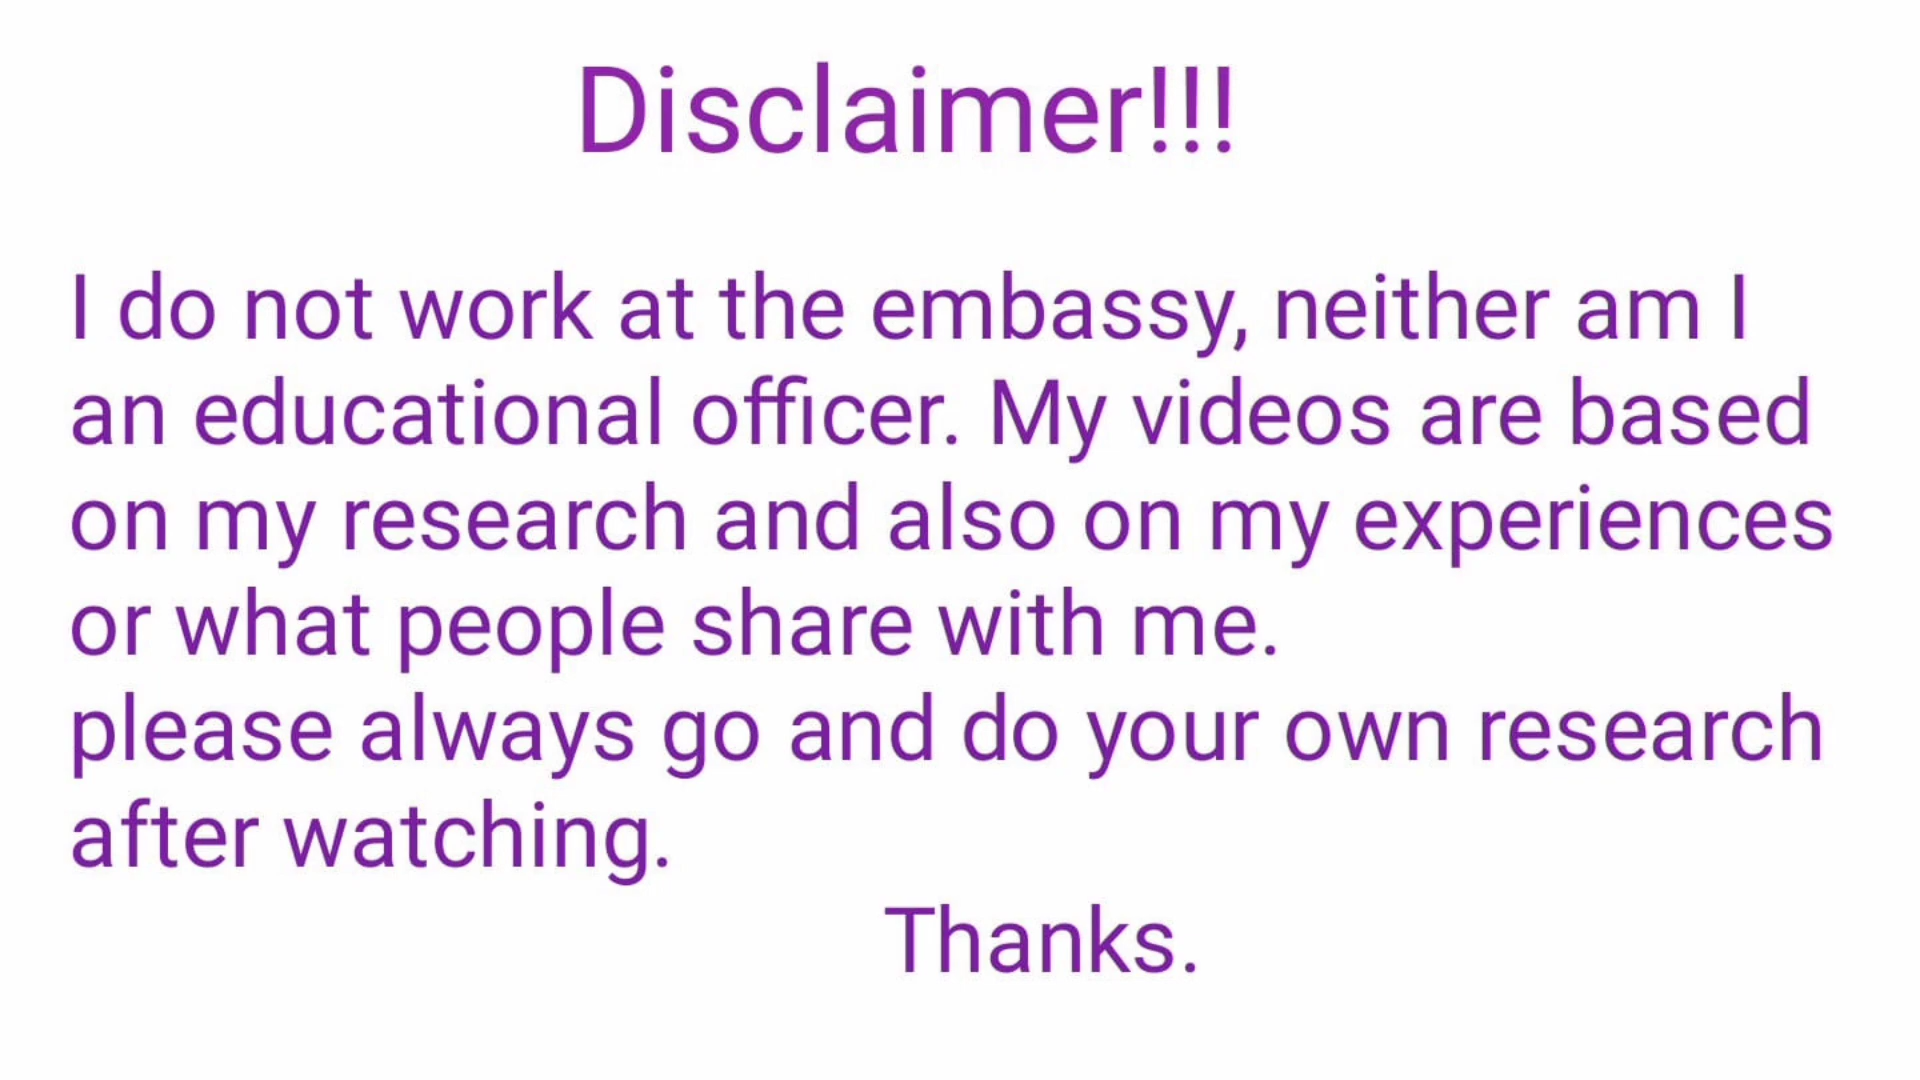 Disclaimer!!!
I do not work at the embassy, neither am I
an educational officer. My videos are based
on my research and also on my experiences
or what people share with me.
please always go and do your own research
after watching.
Thanks.